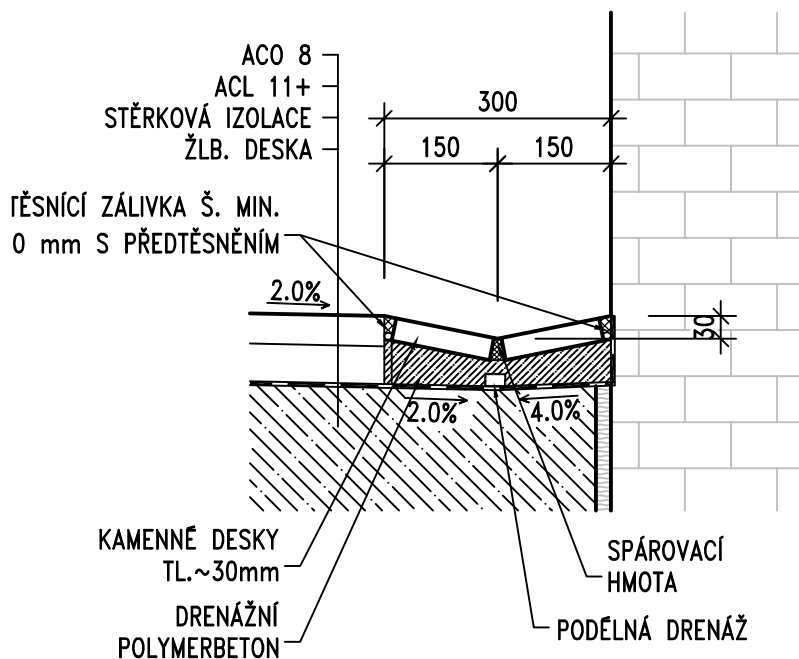 ACO 8
ACL 11+
STĚRKOVÁ IZOLACE
ŽLB. DESKA
300
150
150
TĚSNÍCÍ ZÁLIVKA Š. MIN.
0 mm S PŘEDTĚSNĚNÍM
2.0%
30
2.0%
4.0%
KAMENNÉ DESKY
TL.~30mm
DRENÁŽNÍ
POLYMERBETON
SPÁROVACÍ
HMOTA
PODÉLNÁ DRENÁŽ